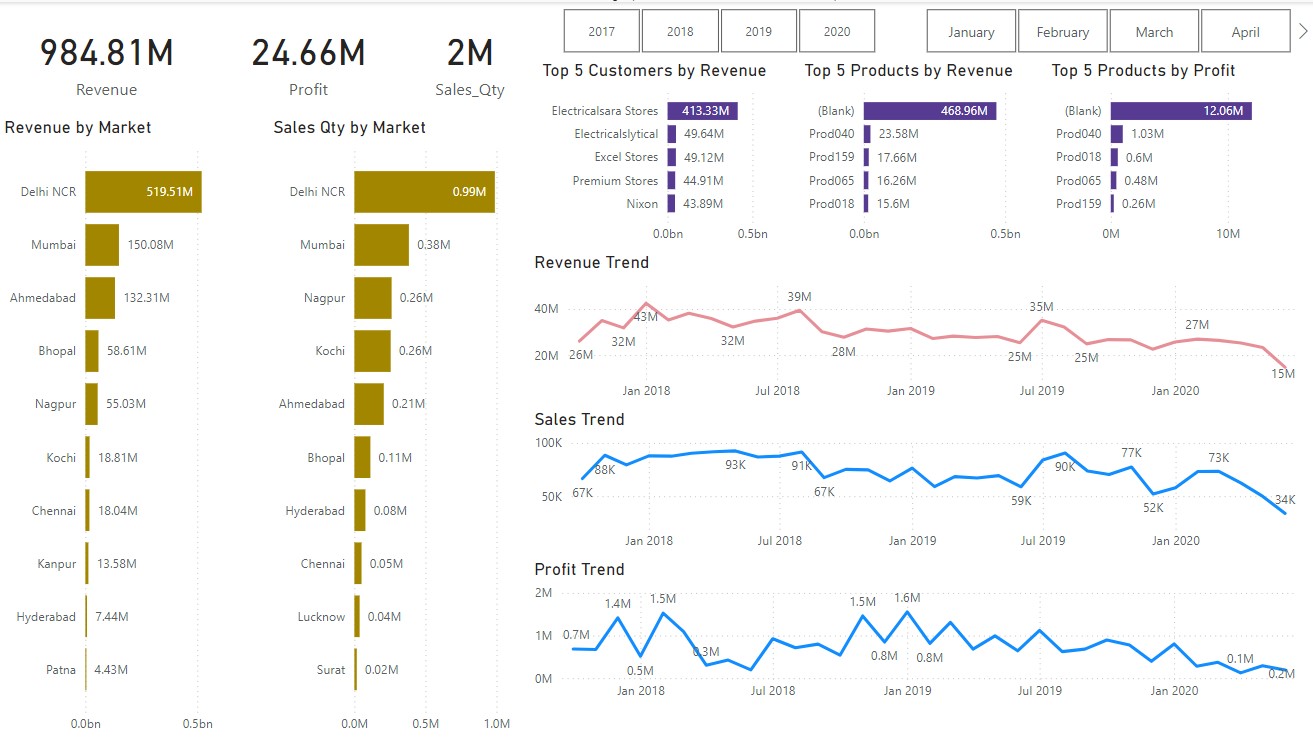 2017 2018 2019 2020 January February March April
984.81M 24.66M 2M
Revenue Profit Sales_Qty
Revenue by Market
Delhi NCR 519.51M
Mumbai 150.08M
Ahmedabad 132.31M
Bhopal 58.61M
Nagpur 55.03M
Kochi 18.81M
Chennai 18.04M
Kanpur 13.58M
Hyderabad 7.44M
Patna 4.43M
0.0bn 0.5bn
Sales Qty by Market
Delhi NCR 0.99M
Mumbai 0.38M
Nagpur 0.26M
Kochi 0.26M
Ahmedabad 0.21M
Bhopal 0.11M
Hyderabad 0.08M
Chennai 0.05M
Lucknow 0.04M
Surat 0.02M
0.0M 0.5M 1.0M
Top 5 Customers by Revenue
Electricalsara Stores 413.33M
Electricalslytical 49.64M
Excel Stores 49.12M
Premium Stores 44.91M
Nixon 43.89M
0.0bn 0.5bn
Top 5 Products by Revenue
(Blank) 468.96M
Prod040 23.58M
Prod159 17.66M
Prod065 16.26M
Prod018 15.6M
0.0bn 0.5bn
Top 5 Products by Profit
(Blank) 12.06M
Prod040 1.03M
Prod018 0.6M
Prod065 0.48M
Prod159 0.26M
0M 10M
Revenue Trend
40M
20M
26M 32M 43M 32M 39M 28M 25M 35M 25M 27M 15M
Jan 2018 Jul 2018 Jan 2019 Jul 2019 Jan 2020
Sales Trend
100K
50K
67K 88K 93K 91K 67K 59K 90K 77K 52K 73K 34K
Jan 2018 Jul 2018 Jan 2019 Jul 2019 Jan 2020
Profit Trend
2M
1M
0M
0.7M 1.4M 0.5M 1.5M 0.3M 1.5M 0.8M 1.6M 0.8M 0.1M 0.2M
Jan 2018 Jul 2018 Jan 2019 Jul 2019 Jan 2020